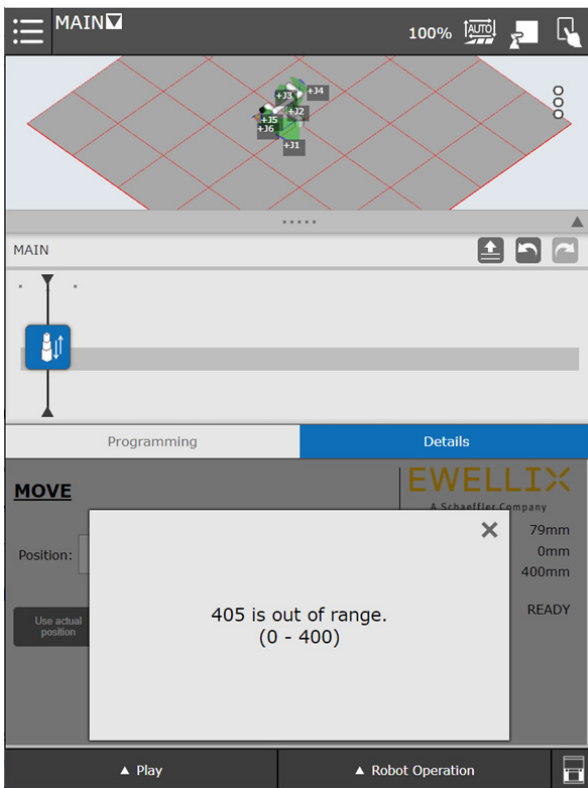 MAIN
100%
AUTO
+J3
+J4
+J2
+J5
+J6
+J1
MAIN
Programming
Details
MOVE
EWELLIX
A Schaeffler Company
79mm
Position:
0mm
400mm
405 is out of range.
(0 - 400)
Use actual
position
READY
Play
Robot Operation